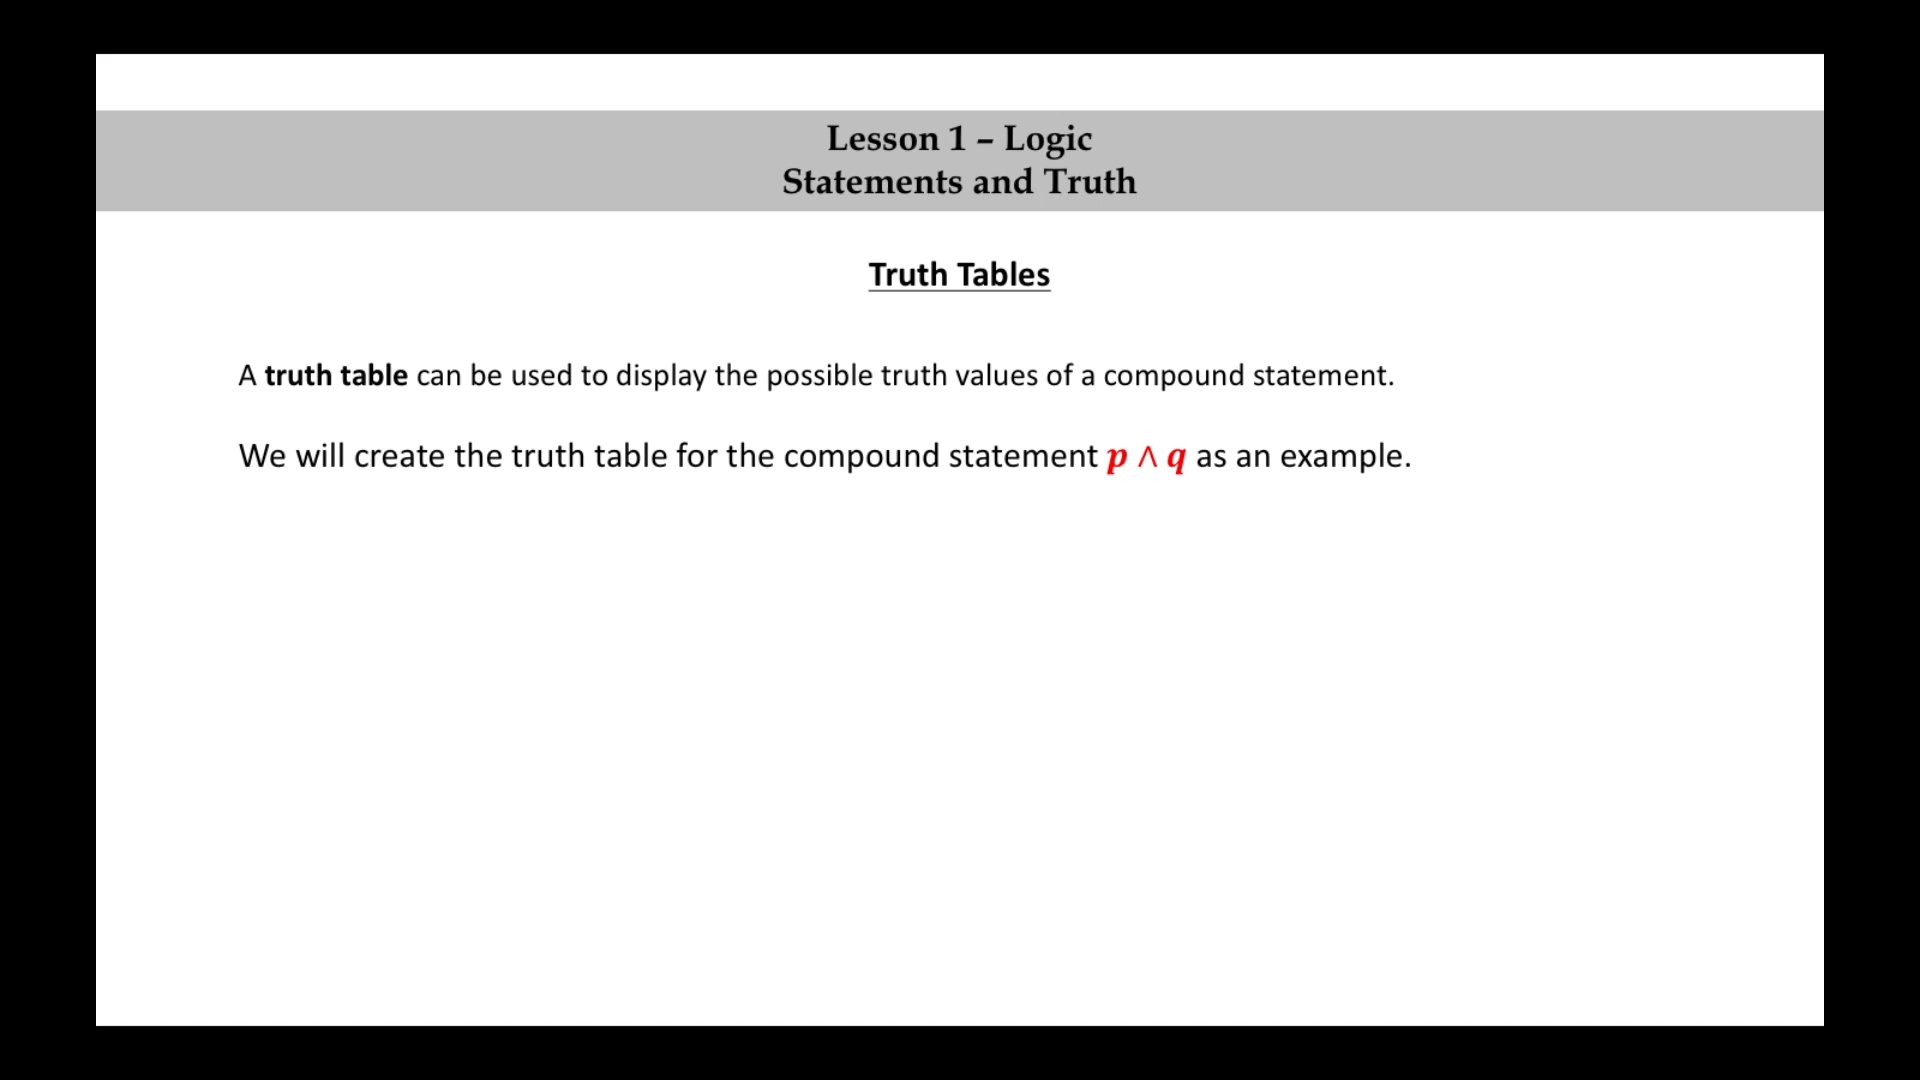 Lesson 1 – Logic
Statements and Truth
Truth Tables
A truth table can be used to display the possible truth values of a compound statement.
We will create the truth table for the compound statement p ∧ q as an example.